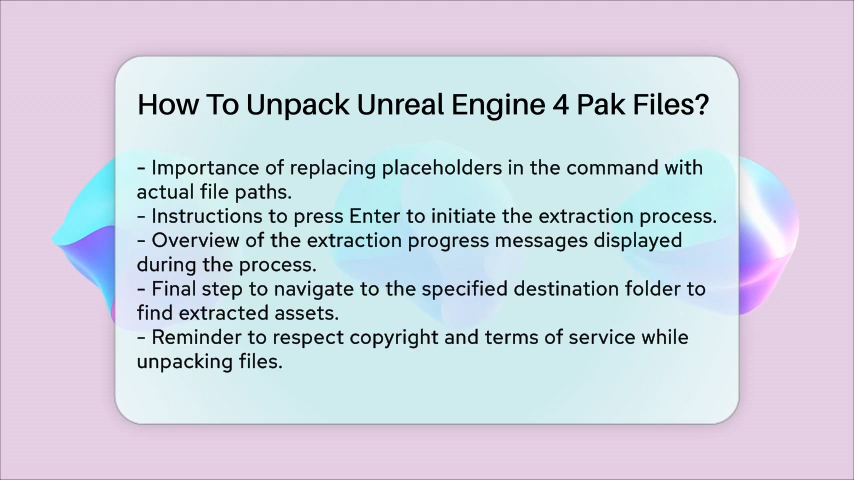 How To Unpack Unreal Engine 4 Pak Files?
- Importance of replacing placeholders in the command with
actual file paths.
- Instructions to press Enter to initiate the extraction process.
- Overview of the extraction progress messages displayed
during the process.
- Final step to navigate to the specified destination folder to
find extracted assets.
- Reminder to respect copyright and terms of service while
unpacking files.